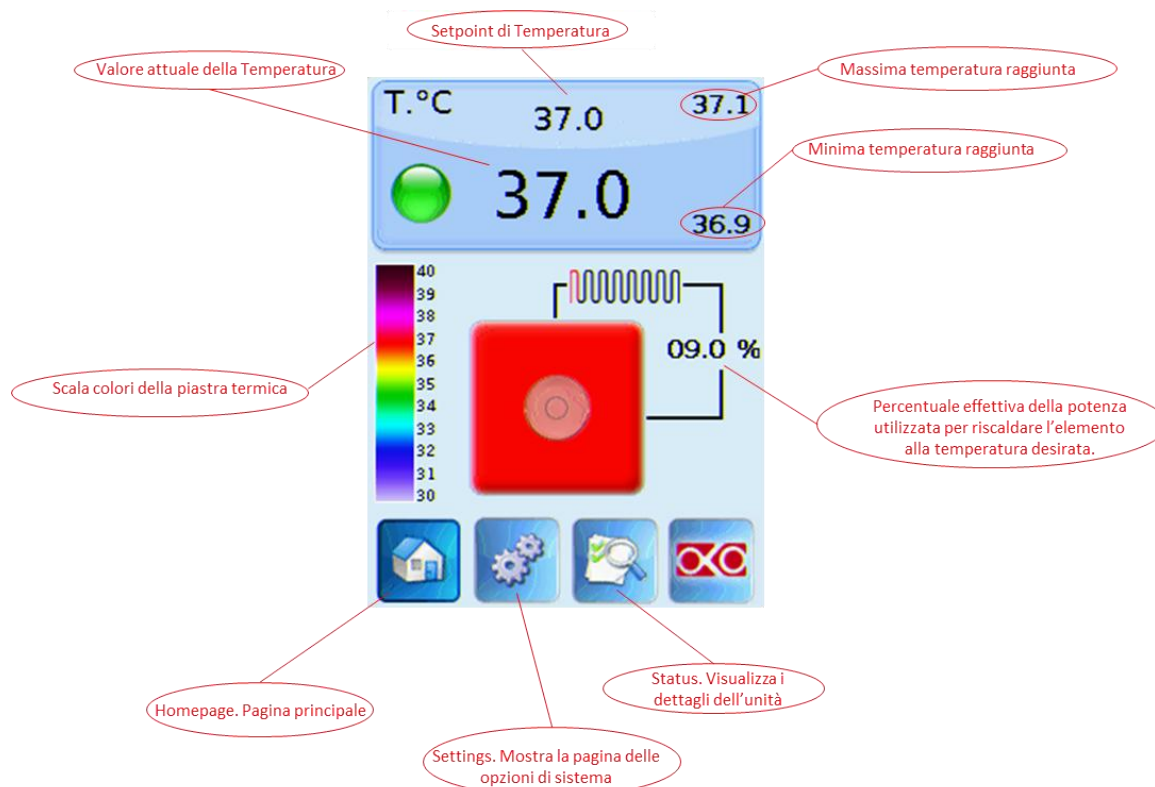 Setpoint di Temperatura
Valore attuale della Temperatura
Massima temperatura raggiunta
T.°C
37.0
37.1
Minima temperatura raggiunta
37.0
36.9
40
39
38
37
36
35
34
33
32
31
30
09.0 %
Scala colori della piastra termica
Percentuale effettiva della potenza
utilizzata per riscaldare l'elemento
alla temperatura desirata.
Status. Visualizza i
dettagli dell'unità
Homepage. Pagina principale
Settings. Mostra la pagina delle
opzioni di sistema